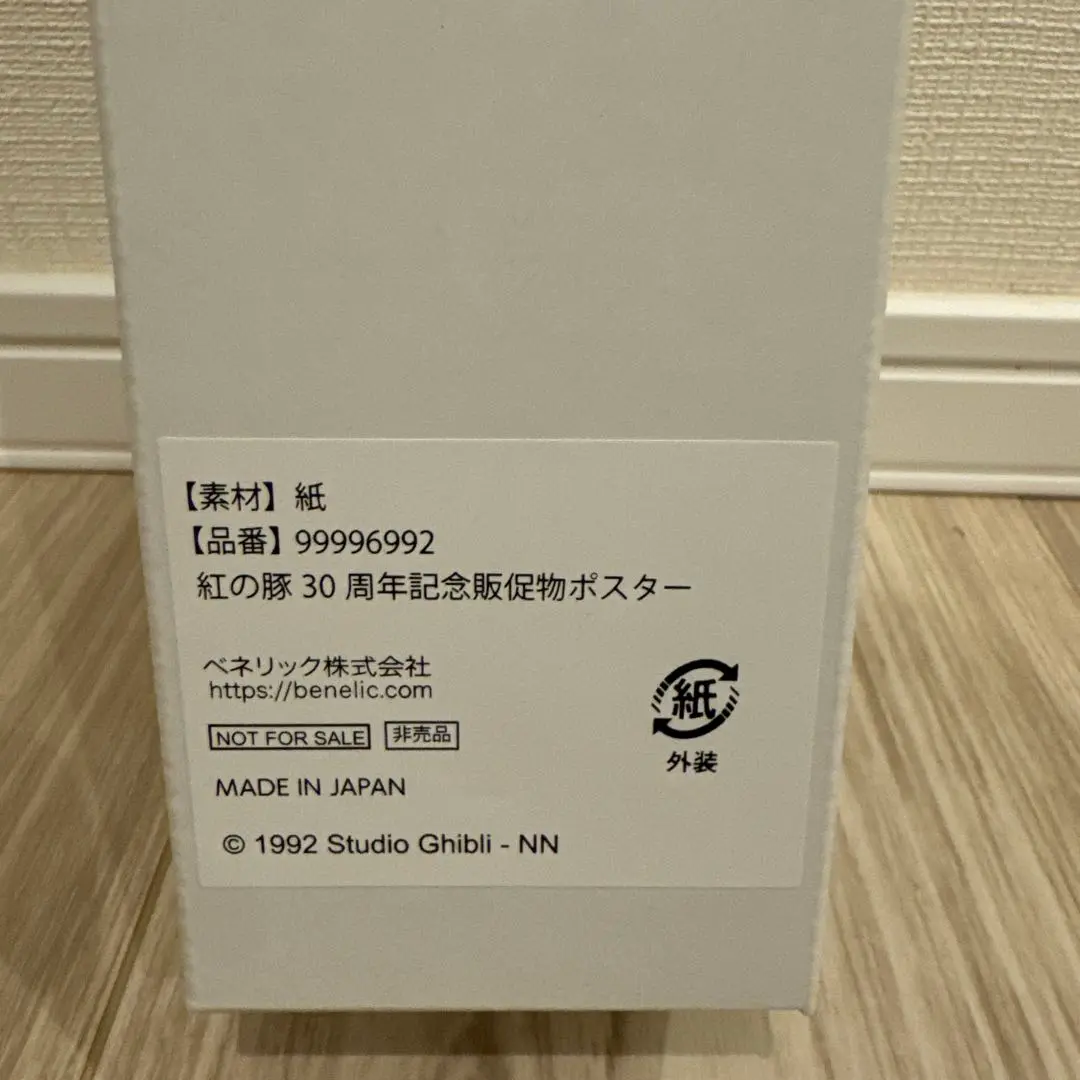 【素材】紙
【品番】99996992
紅の豚 30 周年記念販促物ポスター
ベネリック株式会社
https://benelic.com
NOT FOR SALE 非売品
MADE IN JAPAN
紙
外装
© 1992 Studio Ghibli - NN